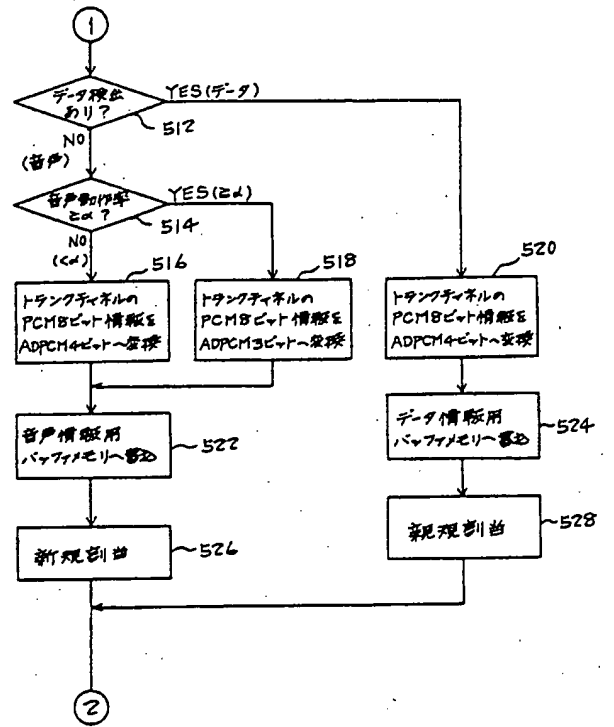 1
データ検出
あり?
YES(データ)
512
NO
(音声)
音声動作率
≧α?
YES(≧α)
514
NO
(<α)
516
518
520
トランクチャネルの
PCM8ビット情報を
ADPCM4ビットへ変換
トランクチャネルの
PCM8ビット情報を
ADPCM3ビットへ変換
トランクチャネルの
PCM8ビット情報を
ADPCM4ビットへ変換
音声情報用
バッファメモリへ蓄積
522
データ情報用
バッファメモリへ蓄積
524
新規割当
526
新規割当
528
2